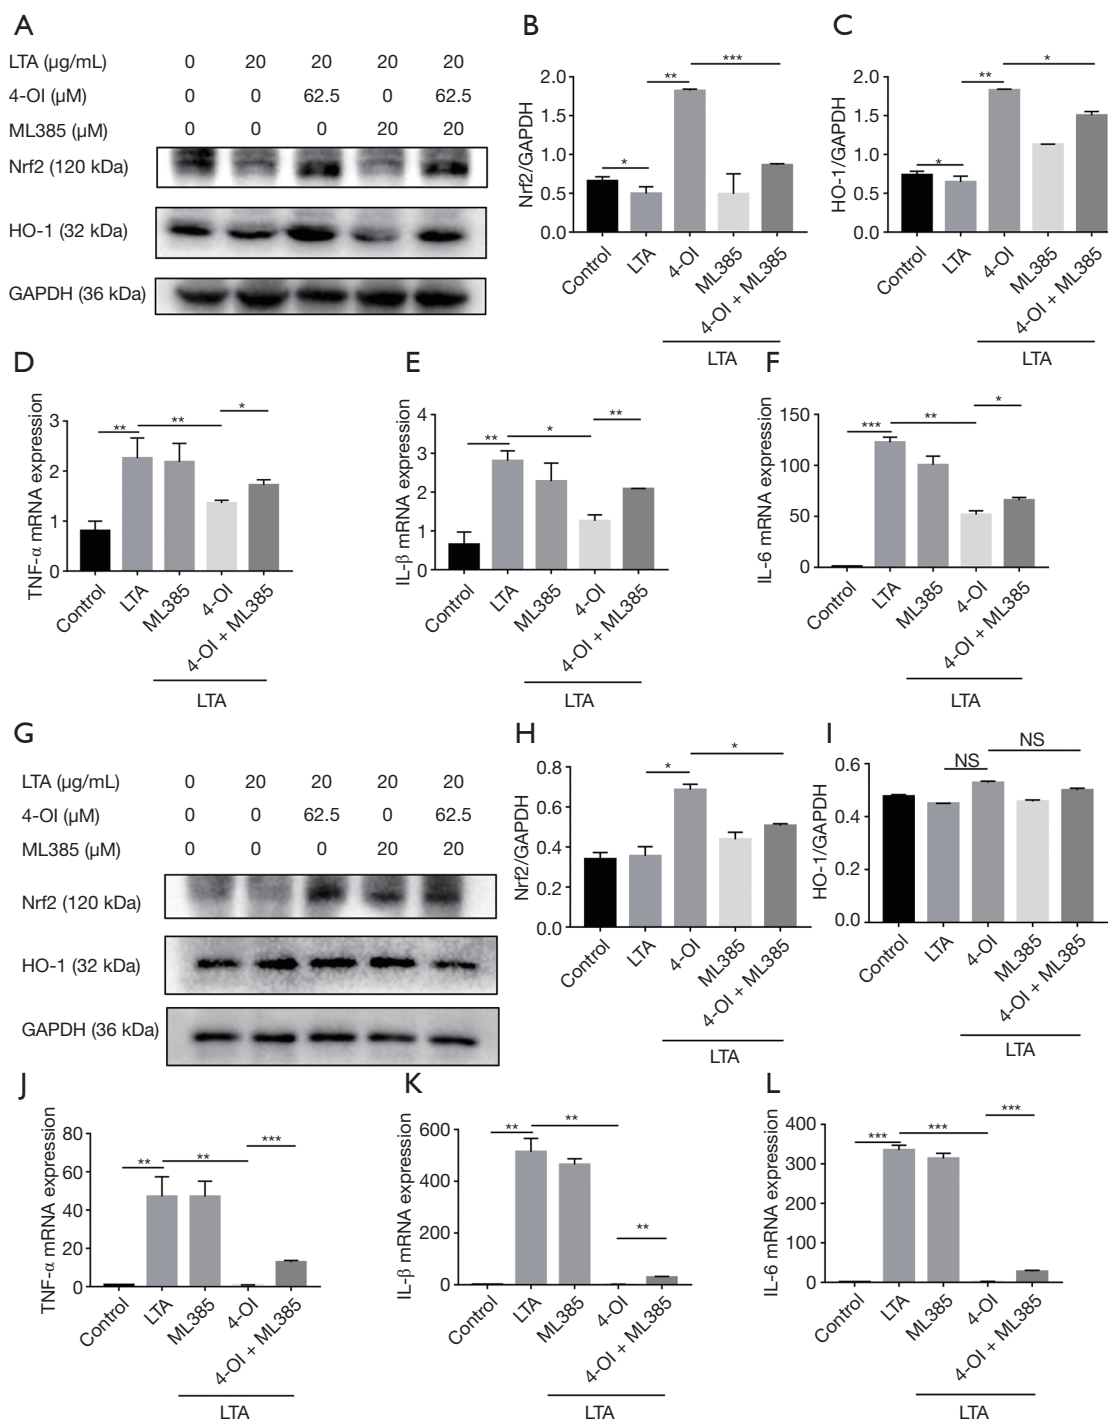 A
LTA (µg/mL) 0 20 20 20 20
4-OI (µM) 0 0 62.5 0 62.5
ML385 (µM) 0 0 0 20 20
Nrf2 (120 kDa)
HO-1 (32 kDa)
GAPDH (36 kDa)
B
Nrf2/GAPDH
2.0
1.5
1.0
0.5
0.0
* ** ***
Control LTA 4-OI ML385 4-OI + ML385
LTA
C
HO-1/GAPDH
2.0
1.5
1.0
0.5
0.0
* ** *
Control LTA 4-OI ML385 4-OI + ML385
LTA
D
TNF-α mRNA expression
3
2
1
0
** ** *
Control LTA ML385 4-OI 4-OI + ML385
LTA
E
IL-β mRNA expression
4
3
2
1
0
** * **
Control LTA ML385 4-OI 4-OI + ML385
LTA
F
IL-6 mRNA expression
150
100
50
0
*** ** *
Control LTA ML385 4-OI 4-OI + ML385
LTA
G
LTA (µg/mL) 0 20 20 20 20
4-OI (µM) 0 0 62.5 0 62.5
ML385 (µM) 0 0 0 20 20
Nrf2 (120 kDa)
HO-1 (32 kDa)
GAPDH (36 kDa)
H
Nrf2/GAPDH
0.8
0.6
0.4
0.2
0.0
* *
Control LTA 4-OI ML385 4-OI + ML385
LTA
I
HO-1/GAPDH
0.6
0.4
0.2
0.0
NS NS
Control LTA 4-OI ML385 4-OI + ML385
LTA
J
TNF-α mRNA expression
80
60
40
20
0
** ** ***
Control LTA ML385 4-OI 4-OI + ML385
LTA
K
IL-β mRNA expression
600
400
200
0
** ** **
Control LTA ML385 4-OI 4-OI + ML385
LTA
L
IL-6 mRNA expression
400
300
200
100
0
*** *** ***
Control LTA ML385 4-OI 4-OI + ML385
LTA